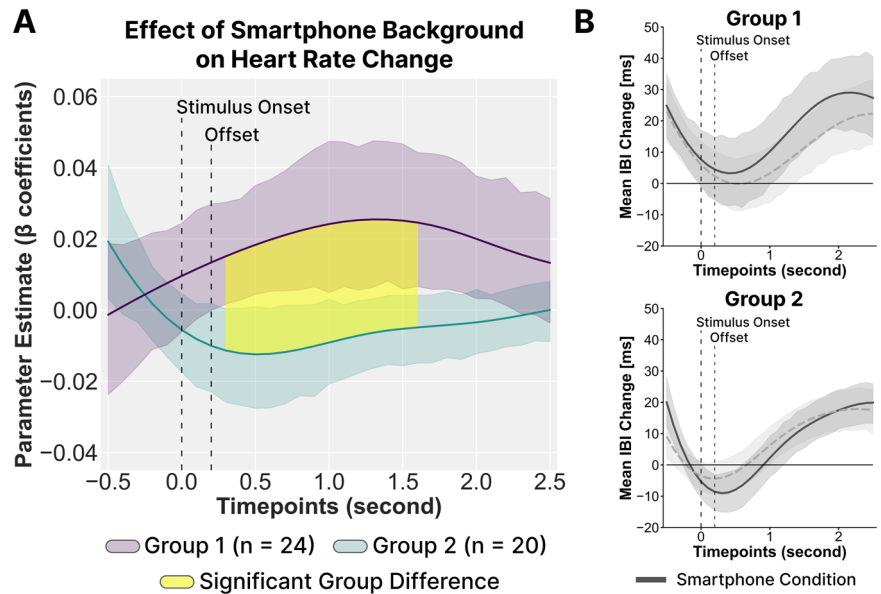 A
Effect of Smartphone Background
on Heart Rate Change
Parameter Estimate (β coefficients)
0.06
0.04
0.02
0.00
−0.02
−0.04
Stimulus Onset
Offset
−0.5
0.0
0.5
1.0
1.5
2.0
2.5
Timepoints (second)
Group 1 (n = 24)
Group 2 (n = 20)
Significant Group Difference
B
Group 1
Mean IBI Change [ms]
50
40
30
20
10
0
−10
−20
Stimulus Onset
Offset
0
1
2
Timepoints (second)
Group 2
Mean IBI Change [ms]
50
40
30
20
10
0
−10
−20
Stimulus Onset
Offset
0
1
2
Timepoints (second)
Smartphone Condition